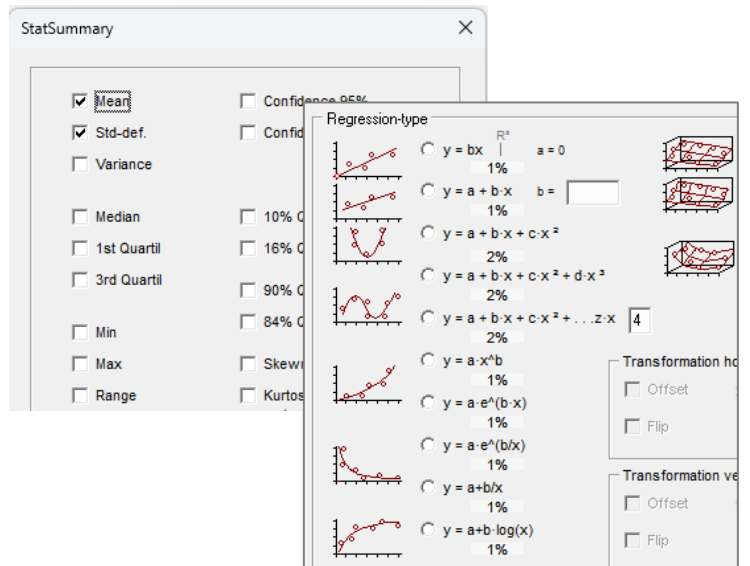 StatSummary
Mean
Confidence 95%
Std-def.
Confid
Variance
Median
10% Q
1st Quartil
16% Q
3rd Quartil
90% Q
84% Q
Min
Max
Skewn
Range
Kurtos
Regression-type
R²
y = bx
a = 0
1%
y = a + b·x
b =
1%
y = a + b·x + c·x ²
2%
y = a + b·x + c·x ² + d·x ³
2%
y = a + b·x + c·x ² + . . .z·x
4
2%
y = a·x^b
1%
y = a·e^(b·x)
1%
y = a·e^(b/x)
1%
y = a+b/x
1%
y = a+b·log(x)
1%
Transformation ho
Offset
Flip
Transformation ve
Offset
Flip